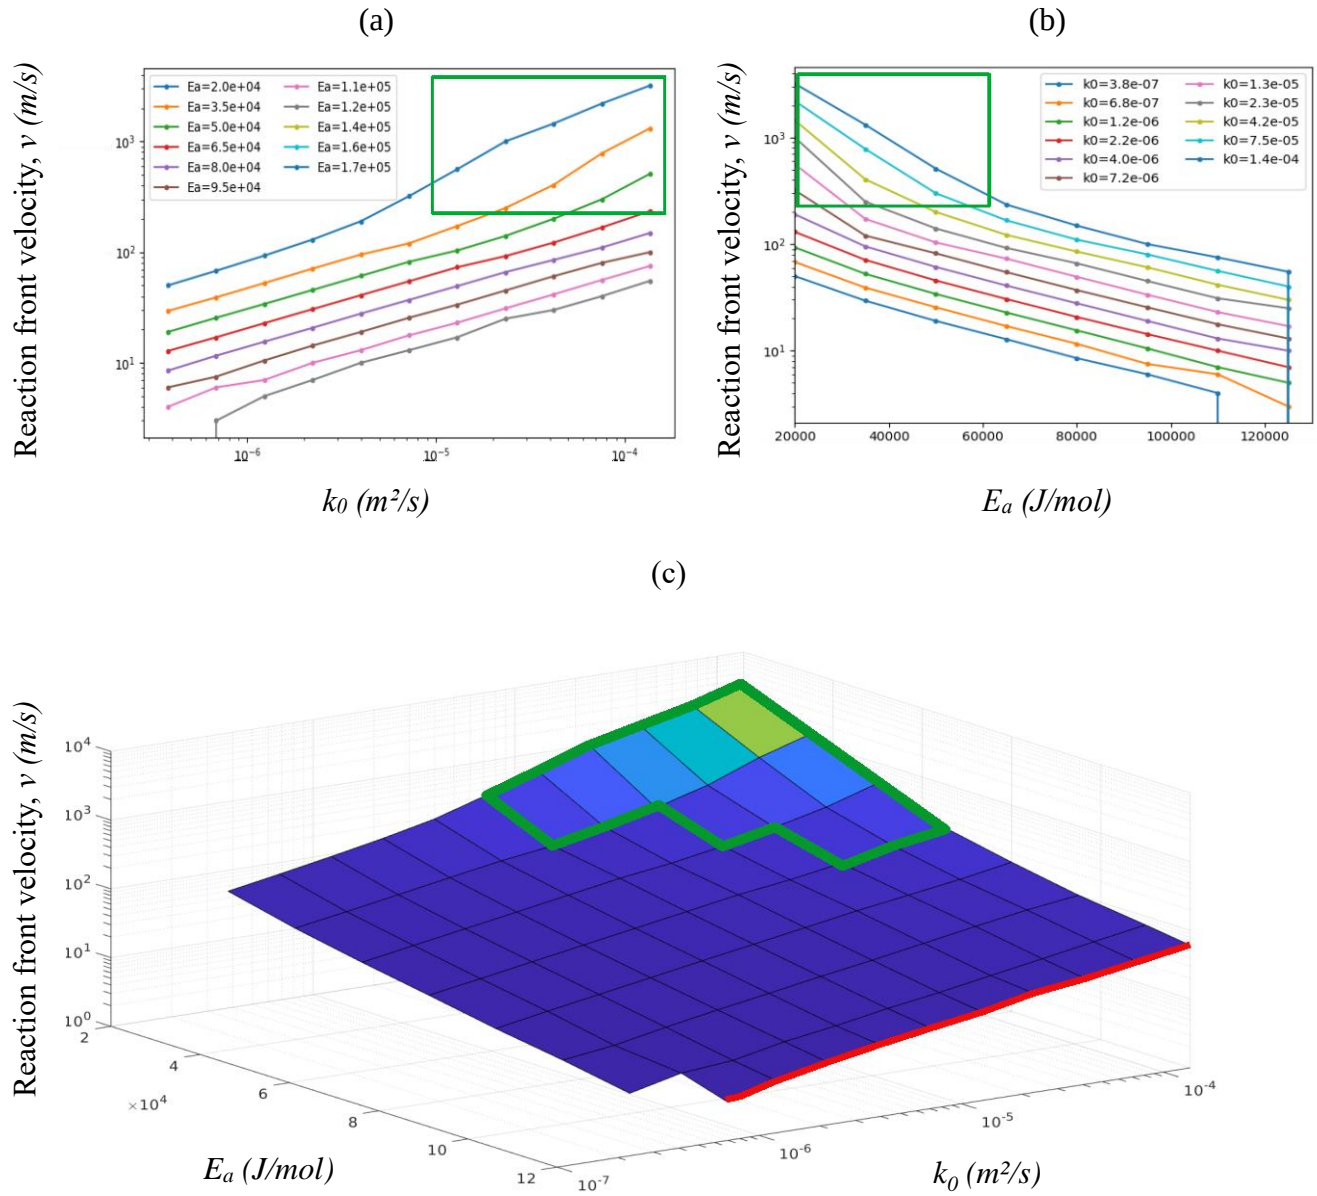 (a)
(b)
Reaction front velocity, v (m/s)
Ea=2.0e+04
Ea=3.5e+04
Ea=5.0e+04
Ea=6.5e+04
Ea=8.0e+04
Ea=9.5e+04
Ea=1.1e+05
Ea=1.2e+05
Ea=1.4e+05
Ea=1.6e+05
Ea=1.7e+05
10³
10²
10¹
10⁻⁶
10⁻⁵
10⁻⁴
k₀ (m²/s)
Reaction front velocity, v (m/s)
k0=3.8e-07
k0=6.8e-07
k0=1.2e-06
k0=2.2e-06
k0=4.0e-06
k0=7.2e-06
k0=1.3e-05
k0=2.3e-05
k0=4.2e-05
k0=7.5e-05
k0=1.4e-04
10³
10²
10¹
20000
40000
60000
80000
100000
120000
Eₐ (J/mol)
(c)
Reaction front velocity, v (m/s)
10⁴
10³
10²
10¹
10⁰
2
4
6
8
10
12
×10⁴
Eₐ (J/mol)
10⁻⁷
10⁻⁶
10⁻⁵
10⁻⁴
k₀ (m²/s)